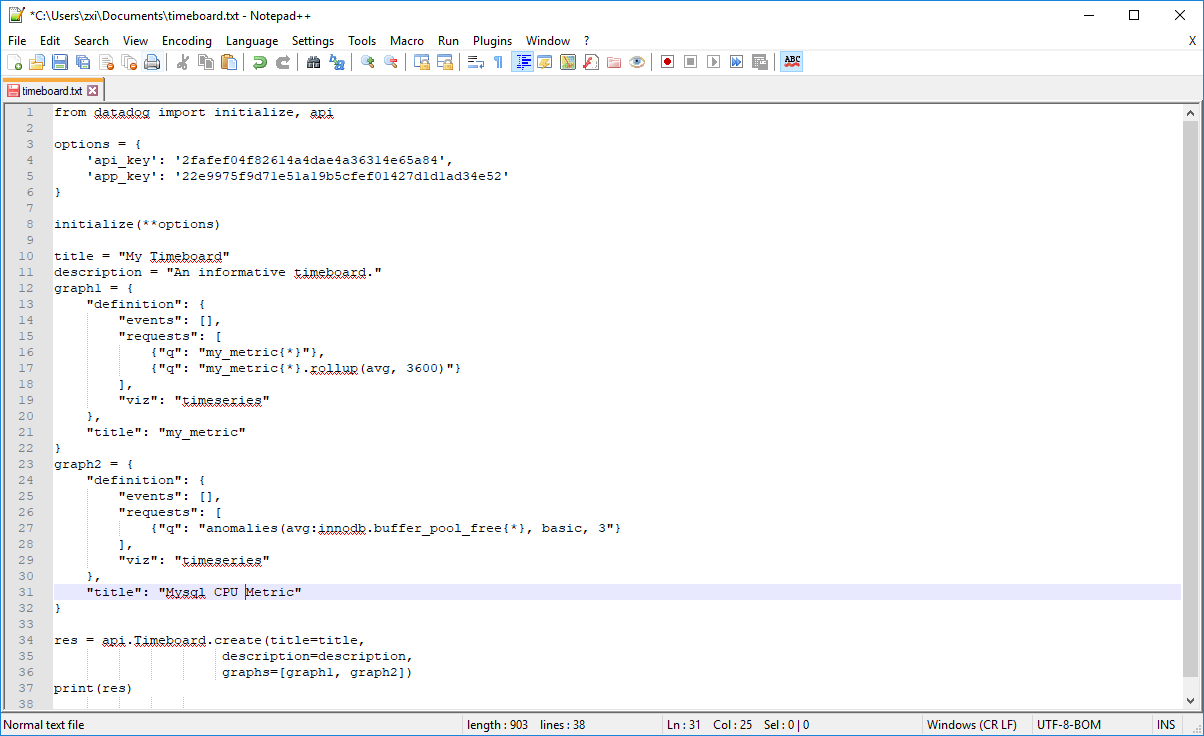 *C:\Users\zxi\Documents\timeboard.txt - Notepad++
File Edit Search View Encoding Language Settings Tools Macro Run Plugins Window ? X
ABC
timeboard.txt
1 from datadog import initialize, api
2
3 options = {
4     'api_key': '2fafef04f82614a4dae4a36314e65a84',
5     'app_key': '22e9975f9d71e51a19b5cfef01427d1d1ad34e52'
6 }
7
8 initialize(**options)
9
10 title = "My Timeboard"
11 description = "An informative timeboard."
12 graph1 = {
13     "definition": {
14         "events": [],
15         "requests": [
16             {"q": "my_metric{*}"},
17             {"q": "my_metric{*}.rollup(avg, 3600)"}
18         ],
19         "viz": "timeseries"
20     },
21     "title": "my_metric"
22 }
23 graph2 = {
24     "definition": {
25         "events": [],
26         "requests": [
27             {"q": "anomalies(avg:innodb.buffer_pool_free{*}, basic, 3"}
28         ],
29         "viz": "timeseries"
30     },
31     "title": "Mysql CPU Metric"
32 }
33
34 res = api.Timeboard.create(title=title,
35                      description=description,
36                      graphs=[graph1, graph2])
37 print(res)
38
Normal text file length : 903 lines : 38 Ln : 31 Col : 25 Sel : 0 | 0 Windows (CR LF) UTF-8-BOM INS